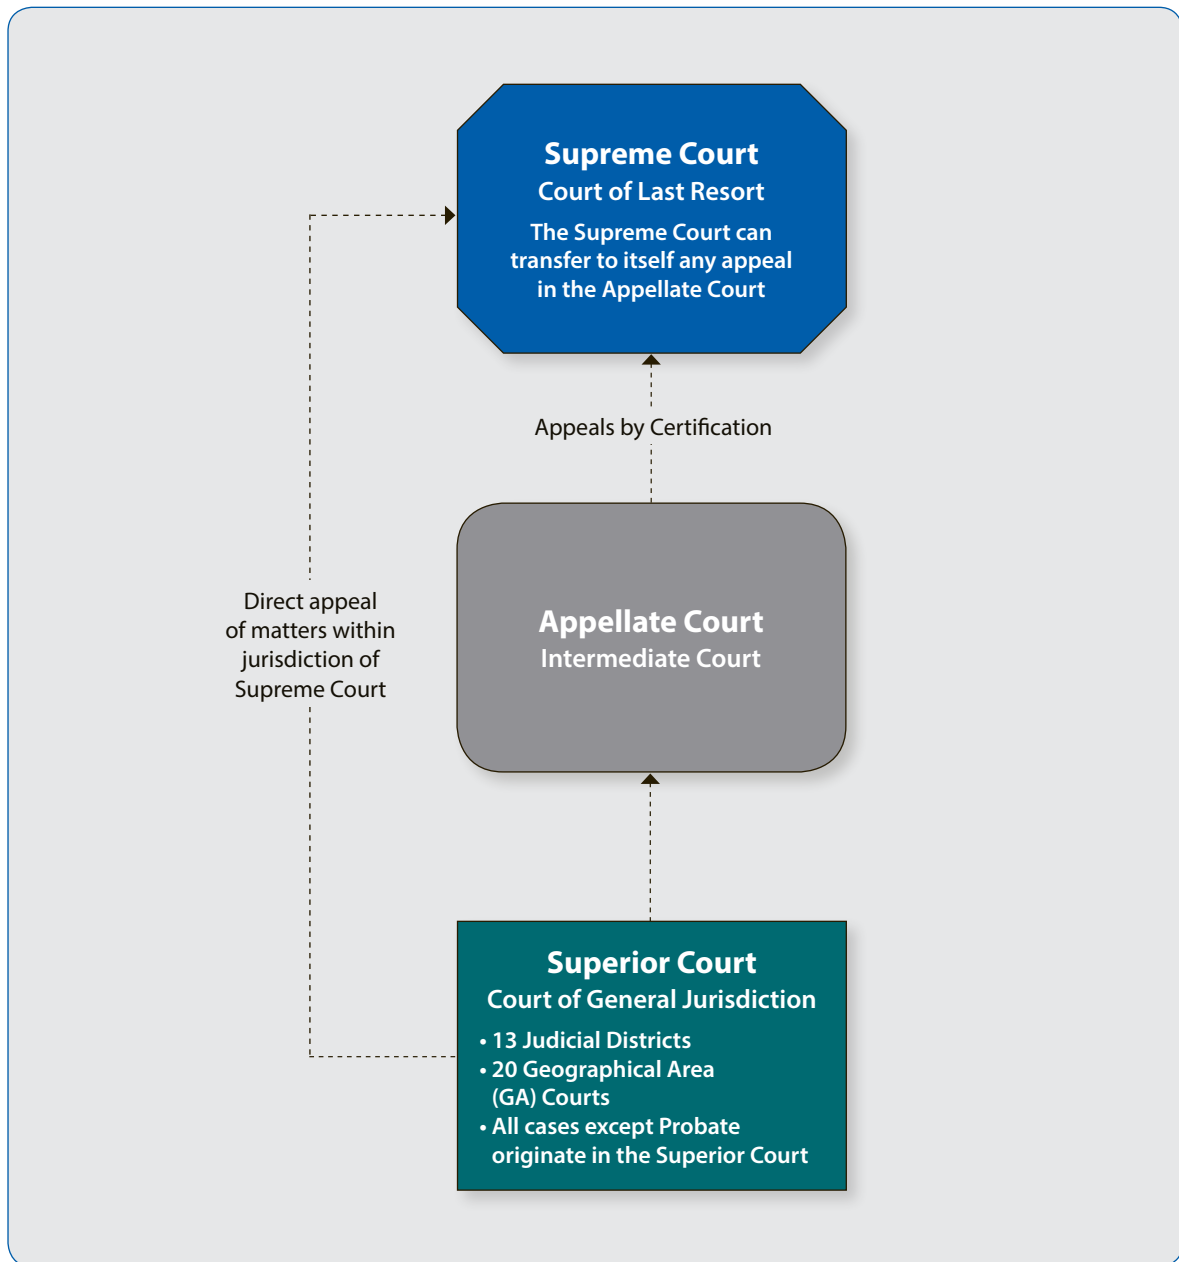 Supreme Court
Court of Last Resort
The Supreme Court can
transfer to itself any appeal
in the Appellate Court
Appeals by Certification
Direct appeal
of matters within
jurisdiction of
Supreme Court
Appellate Court
Intermediate Court
Superior Court
Court of General Jurisdiction
• 13 Judicial Districts
• 20 Geographical Area
(GA) Courts
• All cases except Probate
originate in the Superior Court